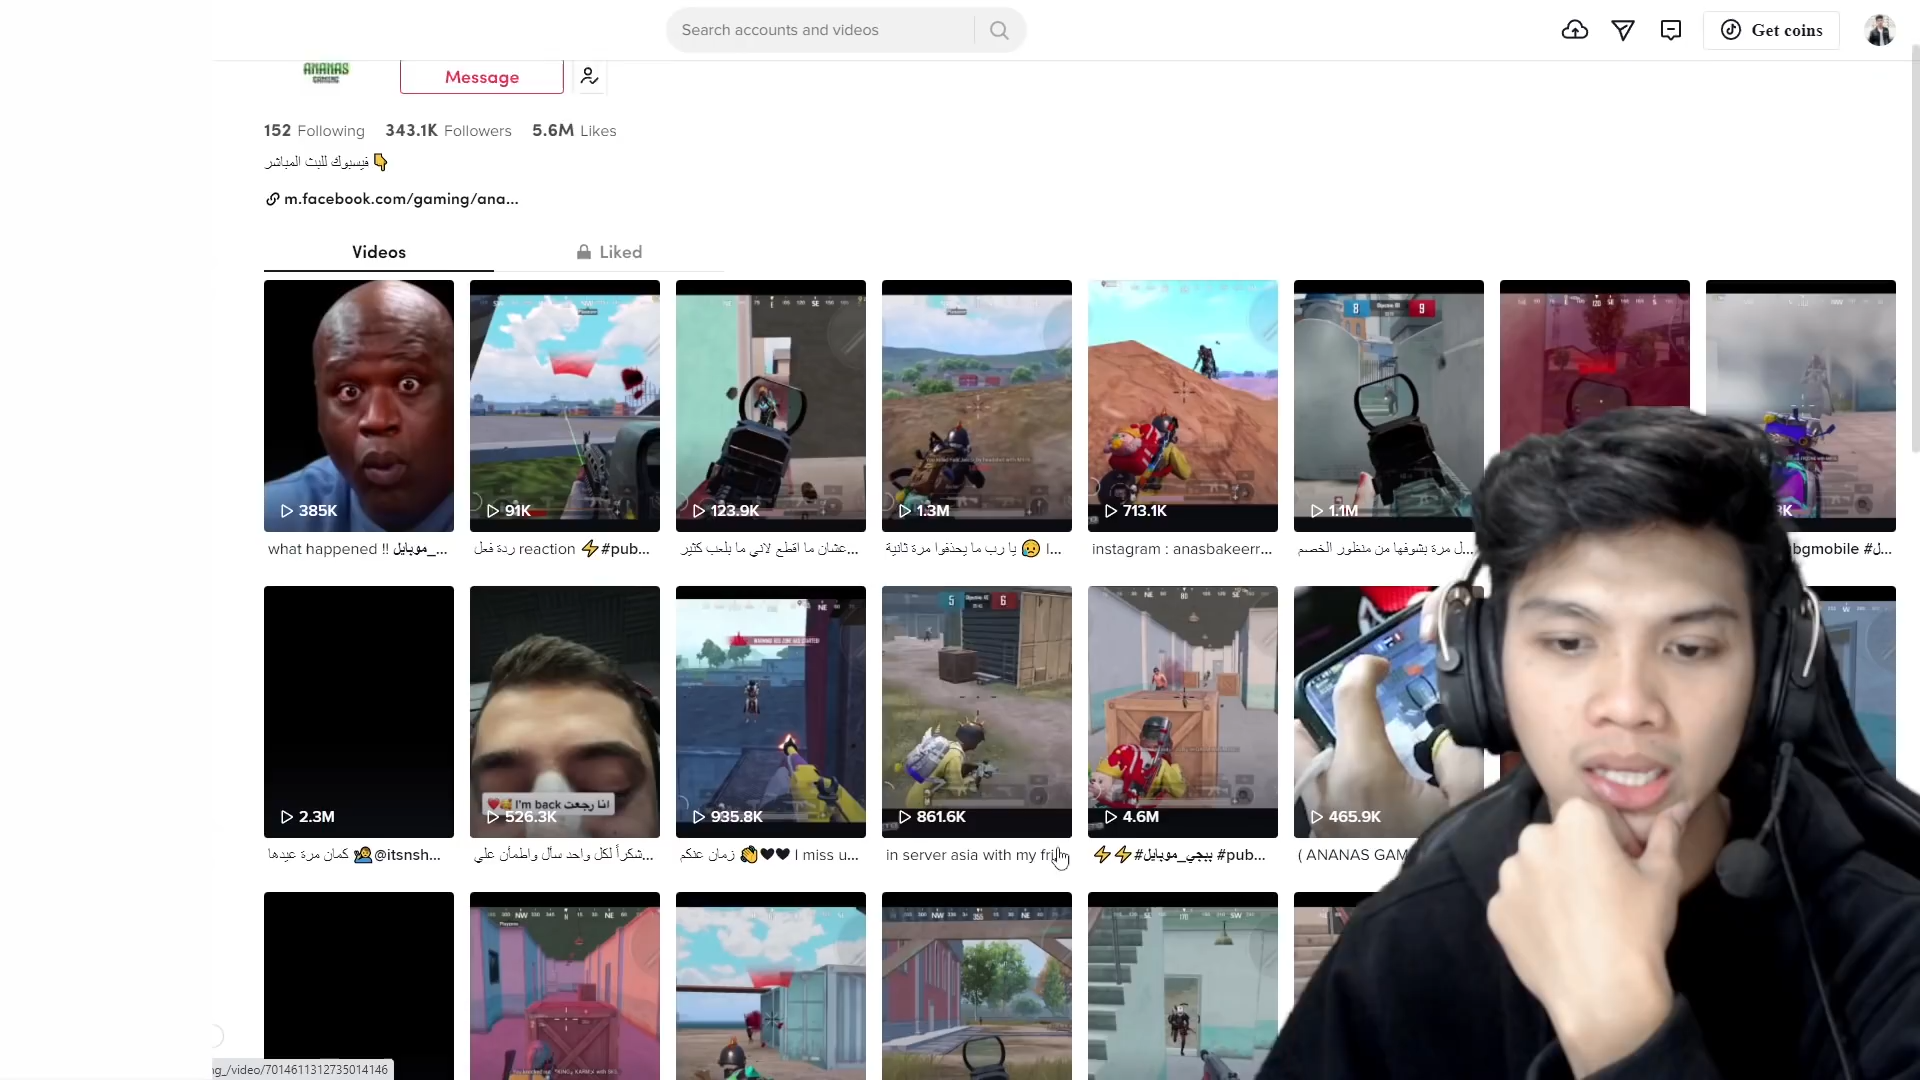 Search accounts and videos
Get coins
ANANAS
GAMING
Message
152 Following 343.1K Followers 5.6M Likes
فيسبوك للبث المباشر 👇
m.facebook.com/gaming/ana...
Videos
Liked
385K
91K
123.9K
1.3M
713.1K
1.1M
what happened !! موبايل_...
ردة فعل reaction ⚡#pub...
عشان ما اقطع لاني ما بلعب كثير...
يا رب ما يحذفوا مرة ثانية 😥 I...
instagram : anasbakeerr...
ل مرة بشوفها من منظور الخصم...
bgmobile #ل...
انا رجعت I'm back 🥰❤️
2.3M
526.3K
935.8K
861.6K
4.6M
465.9K
كمان مرة عيدها 🤦‍♂️ @itsnsh...
شكراً لكل واحد سأل واطمأن علي...
زمان عنكم 👋🖤🖤 I miss u...
in server asia with my fri
⚡⚡#ببجي_موبايل #pub...
( ANANAS GAM
ng_/video/7014611312735014146